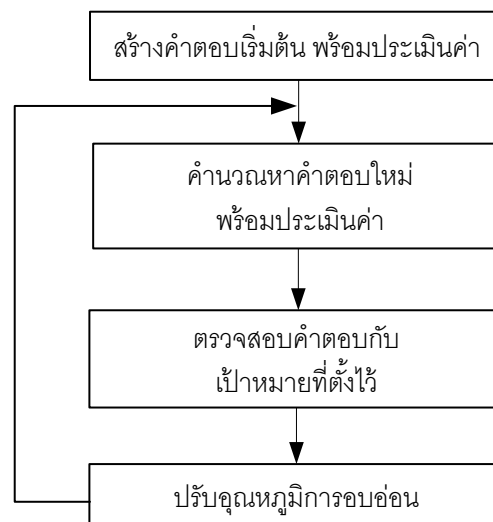 สร้างคำตอบเริ่มต้น พร้อมประเมินค่า
คำนวณหาคำตอบใหม่
พร้อมประเมินค่า
ตรวจสอบคำตอบกับ
เป้าหมายที่ตั้งไว้
ปรับอุณหภูมิการอบอ่อน